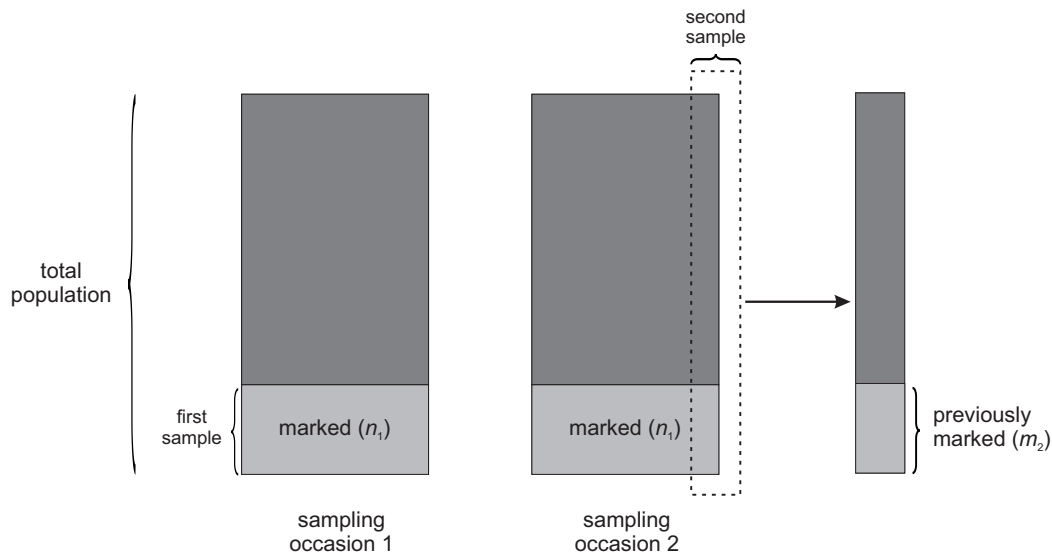 second
sample
total
population
first
sample
marked (n₁)
marked (n₁)
previously
marked (m₂)
sampling
occasion 1
sampling
occasion 2